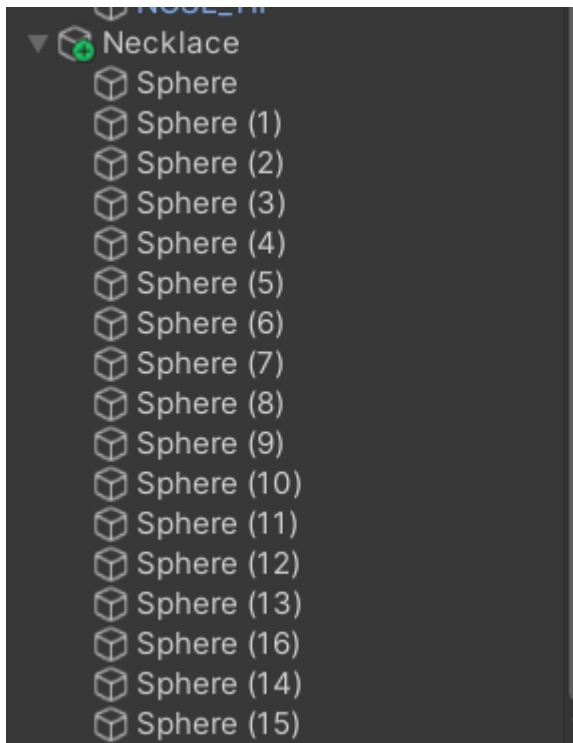 Necklace
Sphere
Sphere (1)
Sphere (2)
Sphere (3)
Sphere (4)
Sphere (5)
Sphere (6)
Sphere (7)
Sphere (8)
Sphere (9)
Sphere (10)
Sphere (11)
Sphere (12)
Sphere (13)
Sphere (16)
Sphere (14)
Sphere (15)